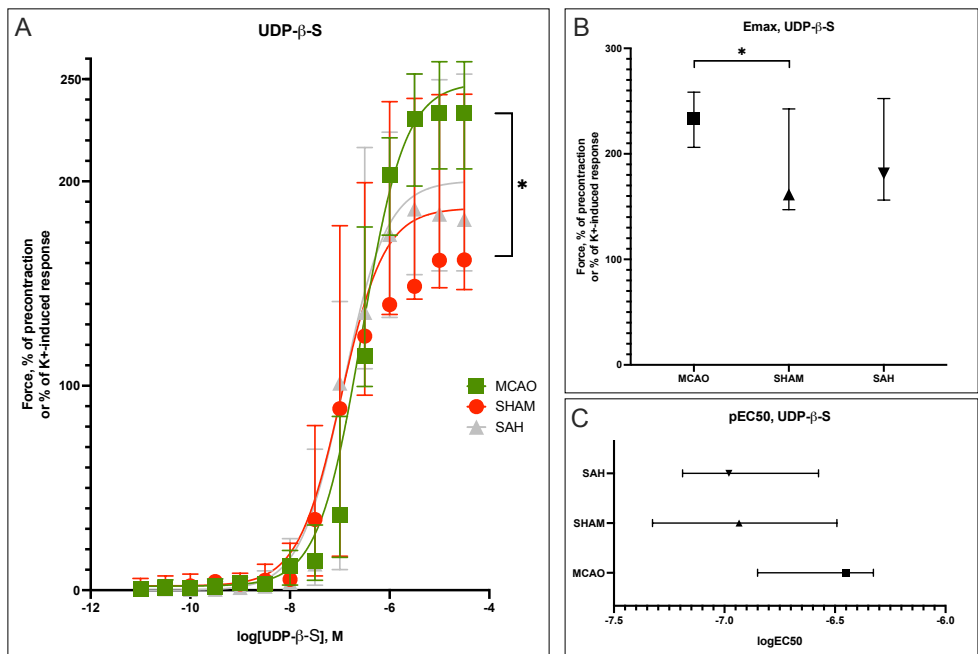 A
UDP-β-S
Force, % of precontraction
or % of K+-induced response
250
200
100
0
-12
-10
-8
-6
-4
log[UDP-β-S], M
*
MCAO
SHAM
SAH
B
Emax, UDP-β-S
Force, % of precontraction
or % of K+-induced response
300
200
100
0
*
MCAO
SHAM
SAH
C
pEC50, UDP-β-S
SAH
SHAM
MCAO
-7.5
-7.0
-6.5
-6.0
logEC50